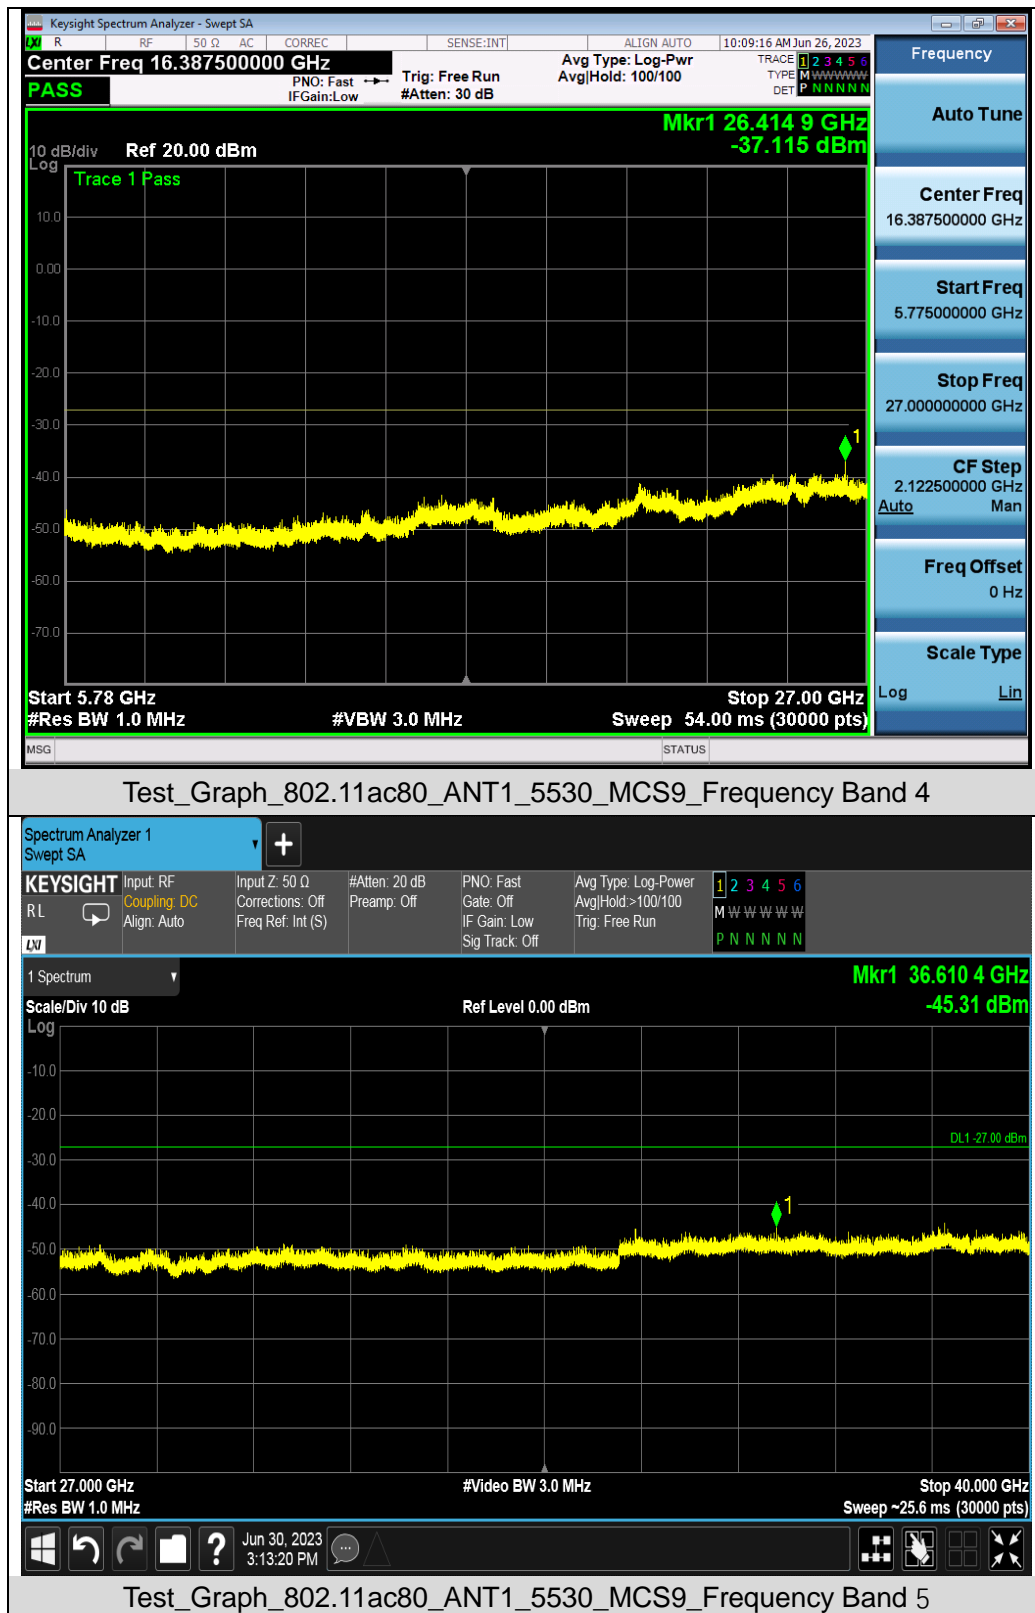 Keysight Spectrum Analyzer - Swept SA
LXI R RF 50 Ω AC CORREC SENSE:INT ALIGN AUTO 10:09:16 AM Jun 26, 2023
Center Freq 16.387500000 GHz
PNO: Fast
IFGain:Low
Trig: Free Run
#Atten: 30 dB
Avg Type: Log-Pwr
Avg|Hold: 100/100
TRACE 1 2 3 4 5 6
TYPE M W W W W W
DET P N N N N N
PASS
Mkr1 26.414 9 GHz
-37.115 dBm
10 dB/div Ref 20.00 dBm
Log
Trace 1 Pass
10.0
0.00
-10.0
-20.0
-30.0
1
-40.0
-50.0
-60.0
-70.0
Start 5.78 GHz Stop 27.00 GHz
#Res BW 1.0 MHz #VBW 3.0 MHz Sweep 54.00 ms (30000 pts)
MSG STATUS
Frequency
Auto Tune
Center Freq
16.387500000 GHz
Start Freq
5.775000000 GHz
Stop Freq
27.000000000 GHz
CF Step
2.122500000 GHz
Auto Man
Freq Offset
0 Hz
Scale Type
Log Lin
Test_Graph_802.11ac80_ANT1_5530_MCS9_Frequency Band 4
Spectrum Analyzer 1
Swept SA
+
KEYSIGHT
R L
LXI
Input: RF
Coupling: DC
Align: Auto
Input Z: 50 Ω
Corrections: Off
Freq Ref: Int (S)
#Atten: 20 dB
Preamp: Off
PNO: Fast
Gate: Off
IF Gain: Low
Sig Track: Off
Avg Type: Log-Power
Avg|Hold:>100/100
Trig: Free Run
1 2 3 4 5 6
M W W W W W
P N N N N N
1 Spectrum
Mkr1 36.610 4 GHz
-45.31 dBm
Scale/Div 10 dB Ref Level 0.00 dBm
Log
-10.0
-20.0
DL1 -27.00 dBm
-30.0
-40.0
1
-50.0
-60.0
-70.0
-80.0
-90.0
Start 27.000 GHz #Video BW 3.0 MHz Stop 40.000 GHz
#Res BW 1.0 MHz Sweep ~25.6 ms (30000 pts)
?
Jun 30, 2023
3:13:20 PM
Test_Graph_802.11ac80_ANT1_5530_MCS9_Frequency Band 5